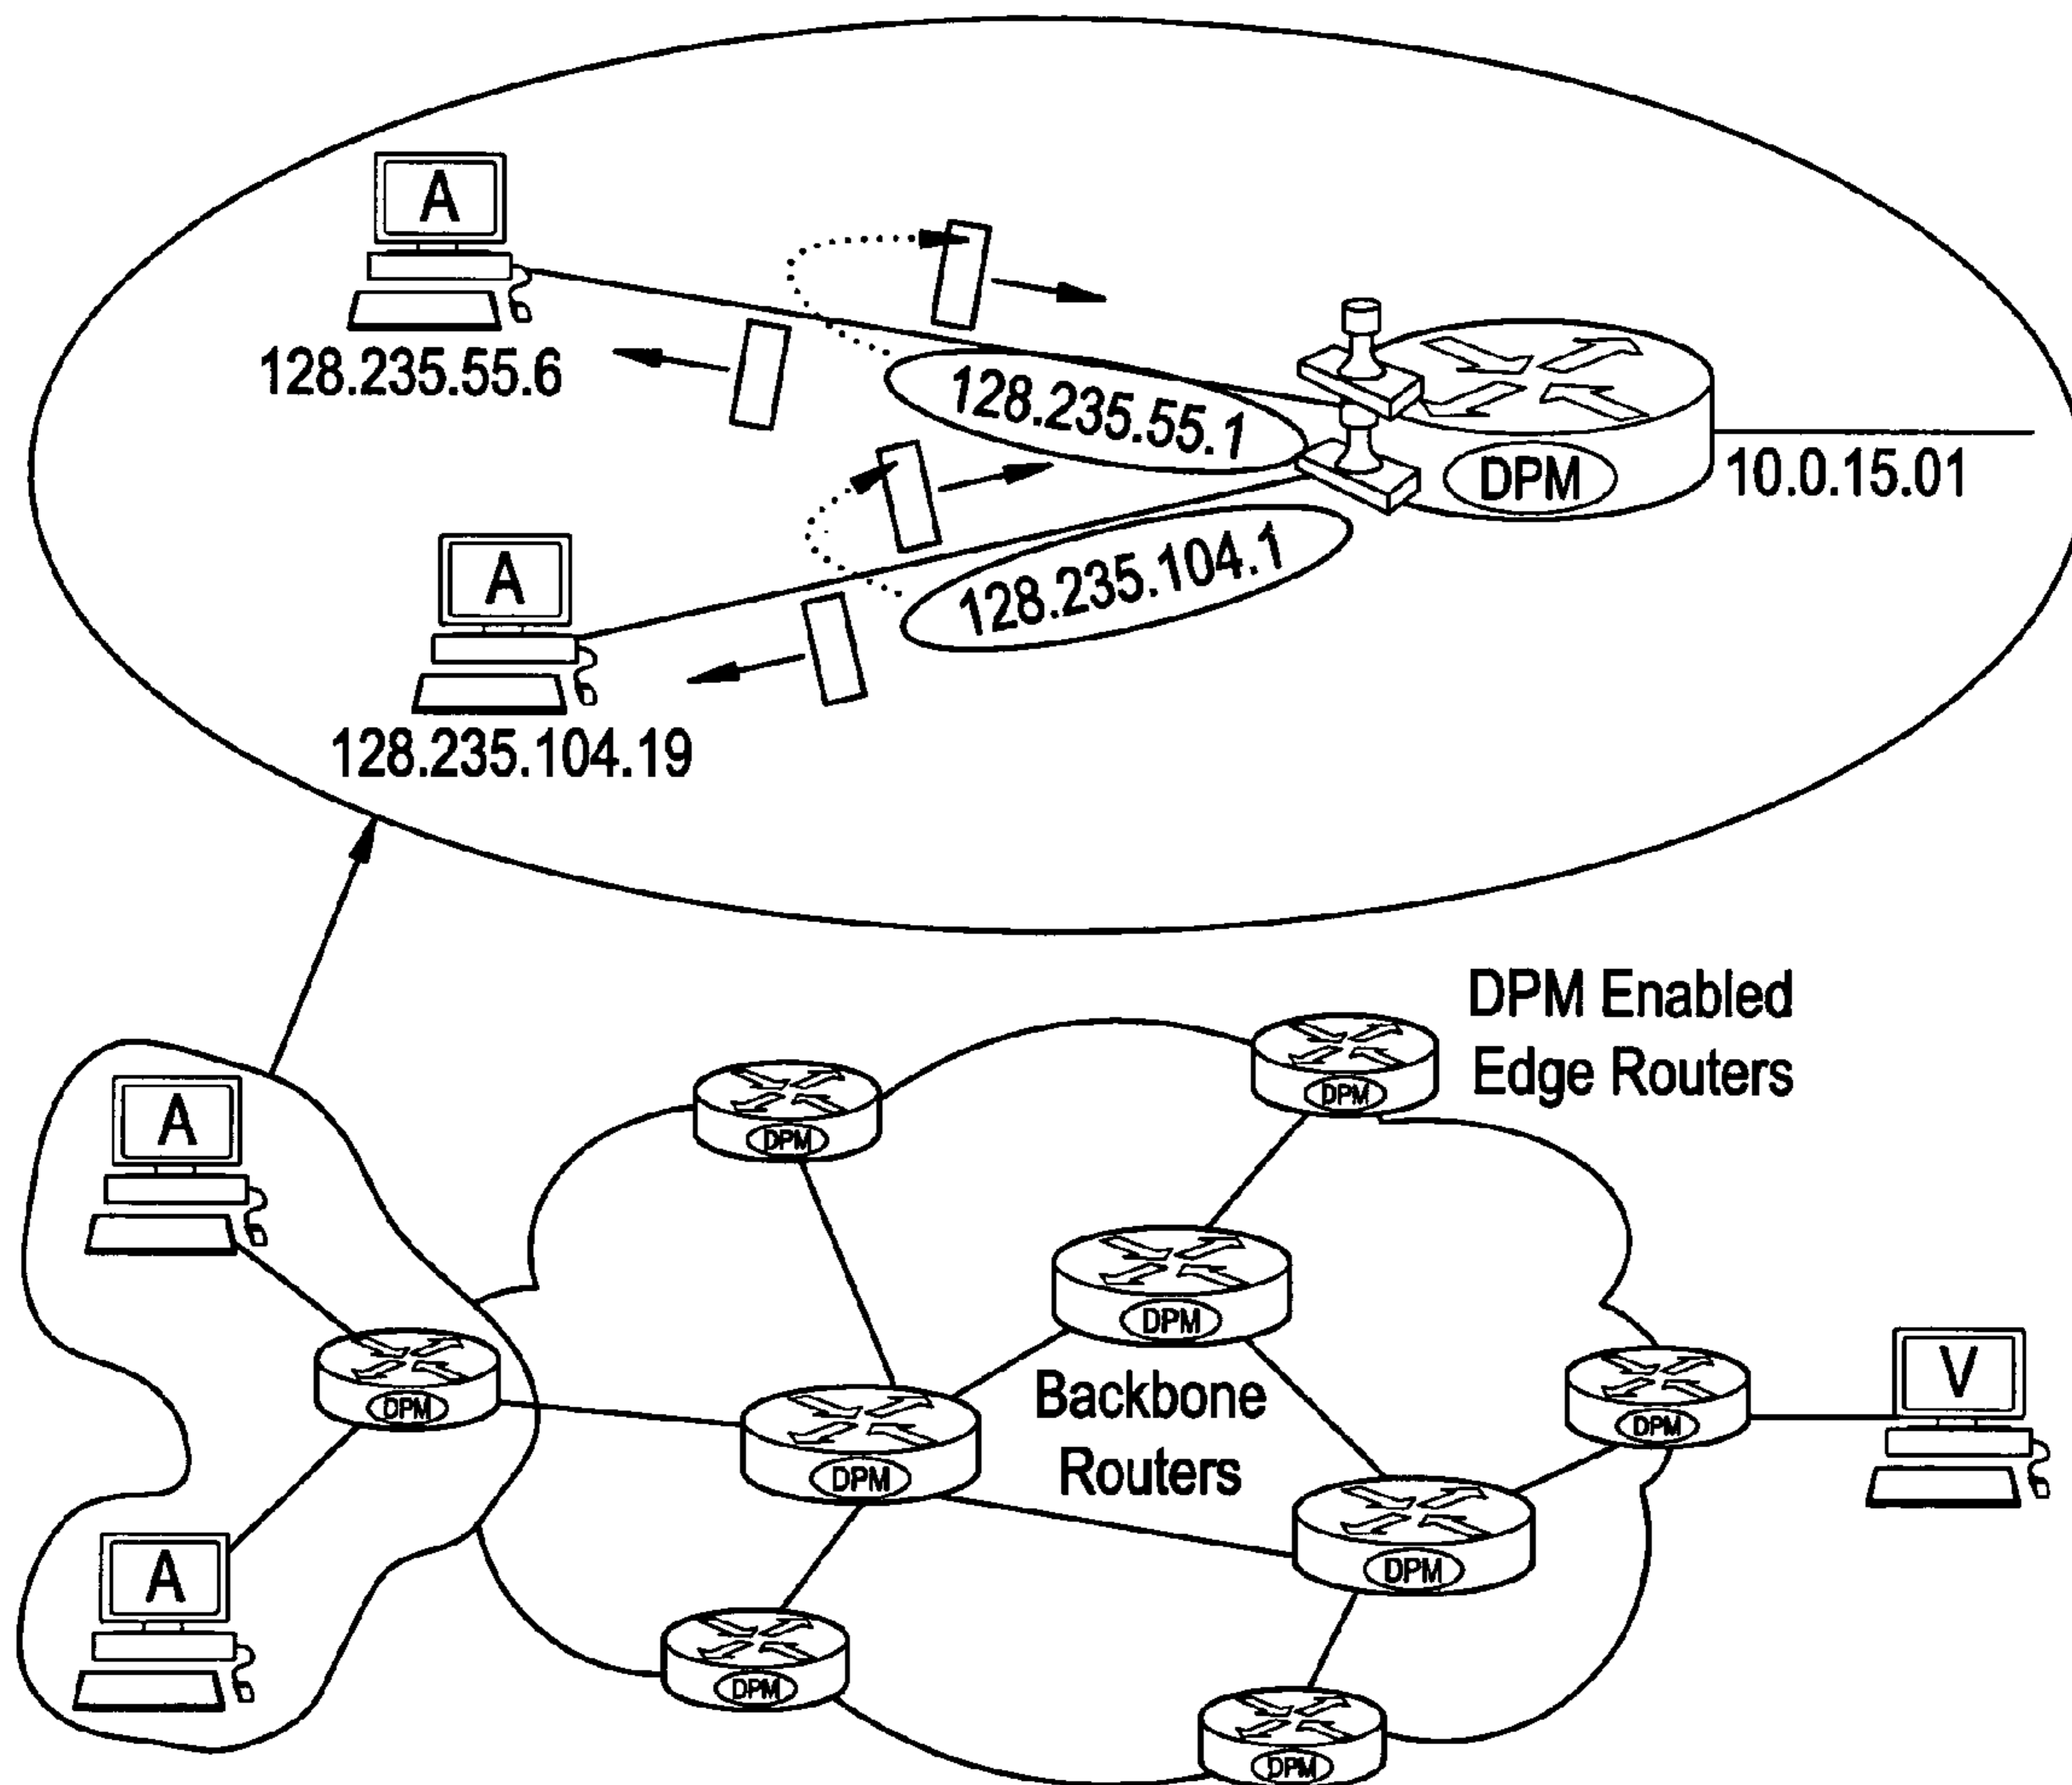 A
128.235.55.6
128.235.55.1
DPM
10.0.15.01
A
128.235.104.1
128.235.104.19
DPM Enabled
Edge Routers
A
DPM
DPM
DPM
DPM
Backbone
Routers
DPM
DPM
V
DPM
A
DPM
DPM
DPM